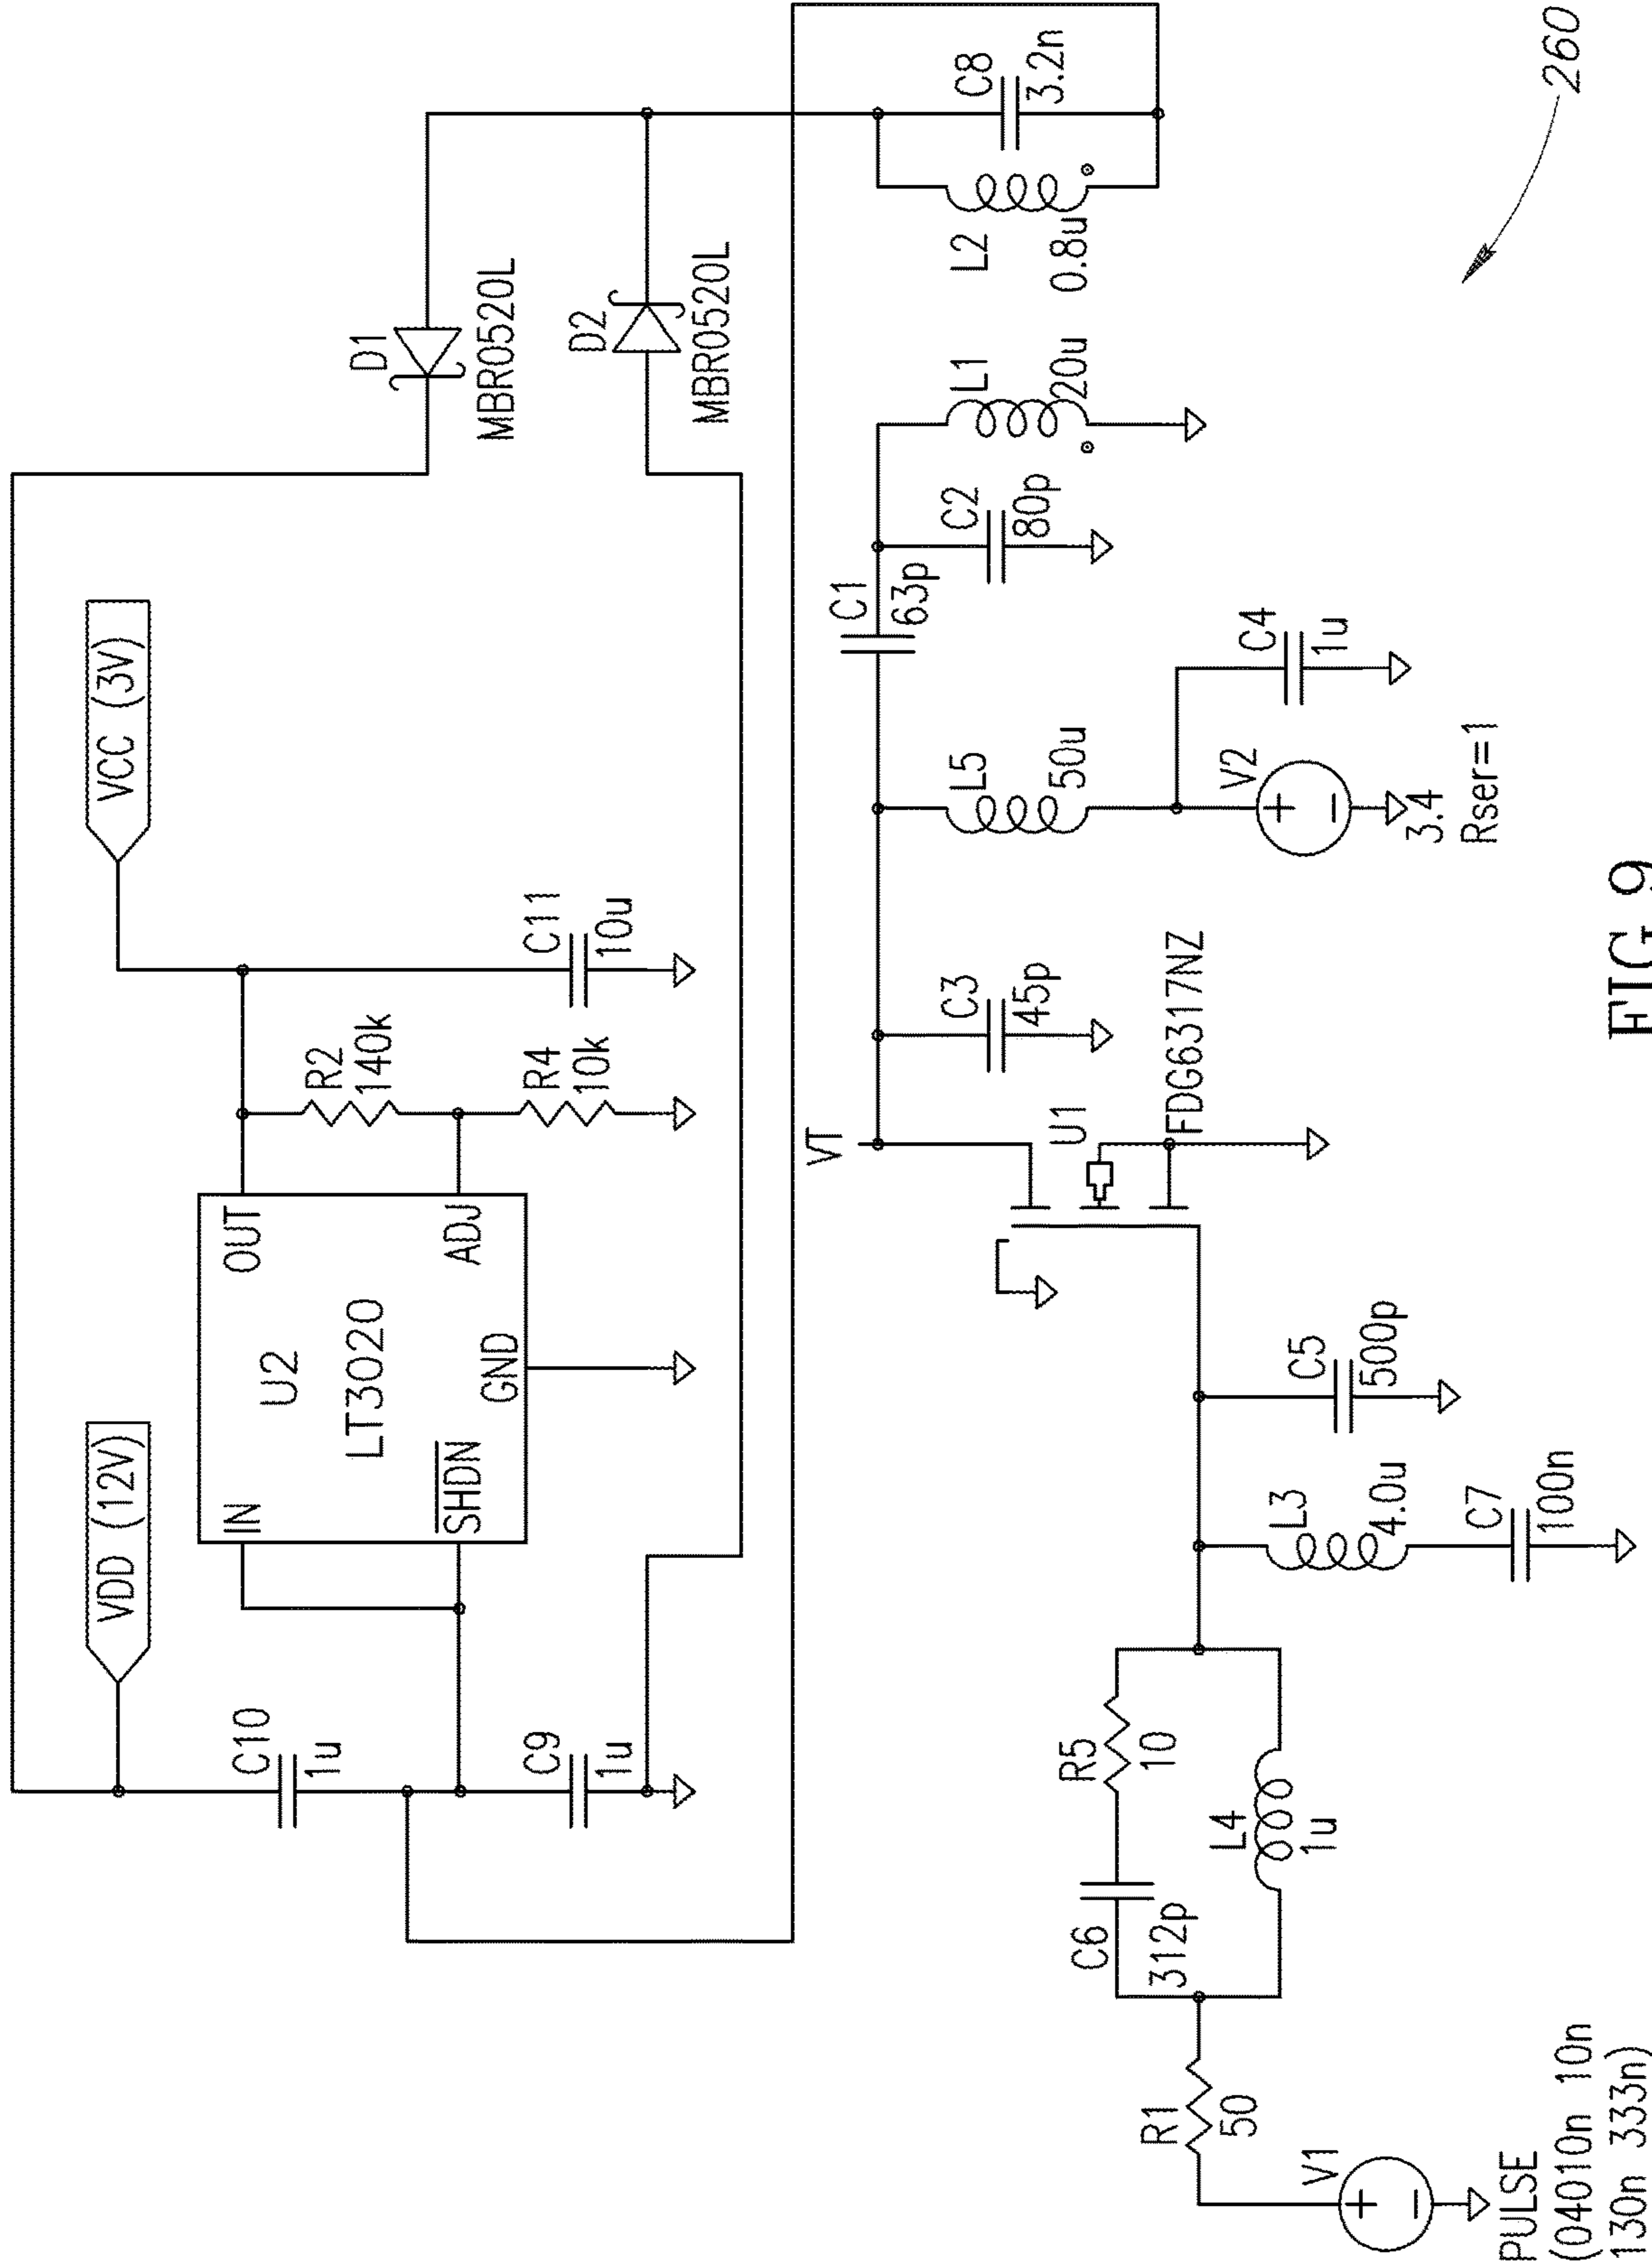 VDD (12V)
VCC (3V)
C10
1u
C9
1u
IN
OUT
U2
LT3020
SHDN
ADJ
GND
R2
140k
R4
10k
C11
10u
D1
MBR0520L
D2
MBR0520L
L2
0.8u
C8
3.2n
VT
C1
63p
C3
45p
L5
50u
C2
80p
L1
20u
C4
1u
V2
3.4
Rser=1
U1
FDG6317NZ
C5
500p
L3
4.0u
C7
100n
R5
10
C6
312p
L4
1u
R1
50
V1
PULSE
(04010n 10n
130n 333n)
260
FIG. 9